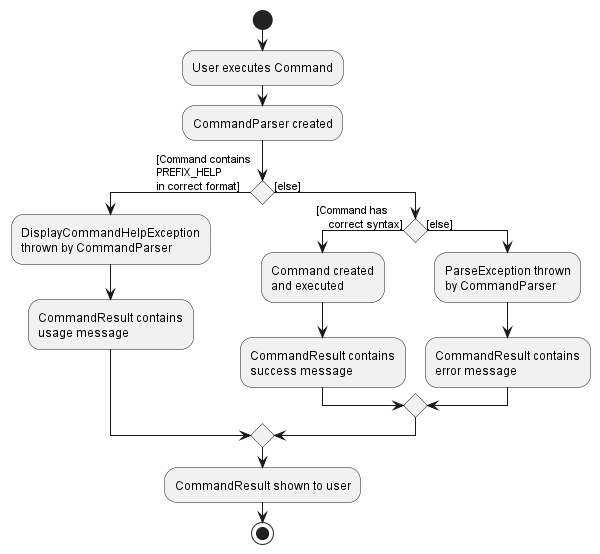 User executes Command
CommandParser created
[Command contains
PREFIX_HELP
in correct format]
[else]
DisplayCommandHelpException
thrown by CommandParser
CommandResult contains
usage message
[Command has
correct syntax]
[else]
Command created
and executed
CommandResult contains
success message
ParseException thrown
by CommandParser
CommandResult contains
error message
CommandResult shown to user